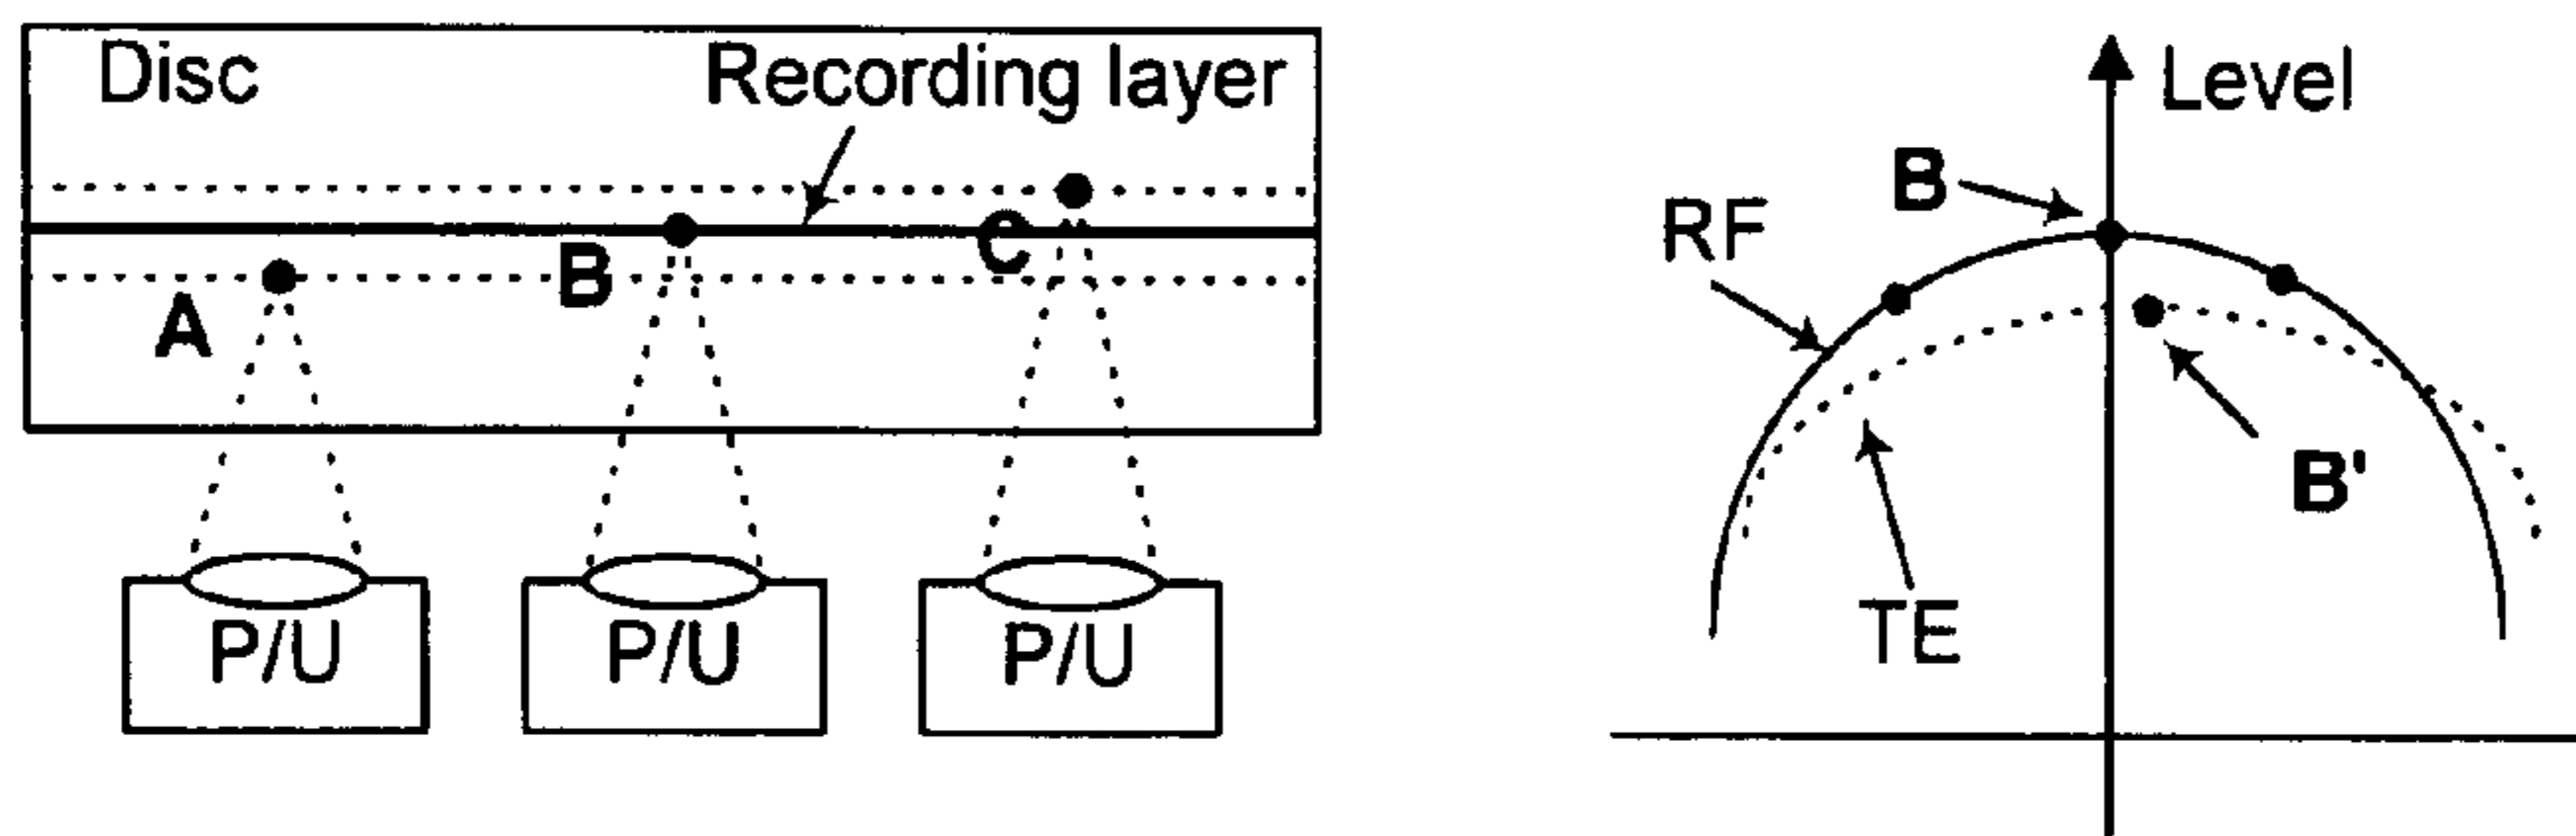 Disc
Recording layer
A
B
C
P/U
P/U
P/U
Level
B
RF
B'
TE